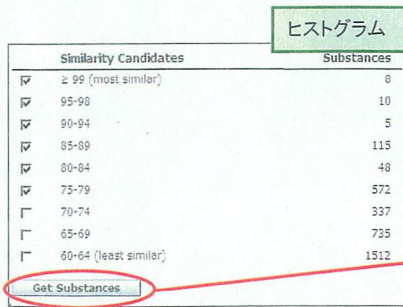 ヒストグラム
Similarity Candidates Substances
≥ 99 (most similar) 8
95-98 10
90-94 5
85-89 115
80-84 48
75-79 572
70-74 337
65-69 735
60-64 (least similar) 1512
Get Substances